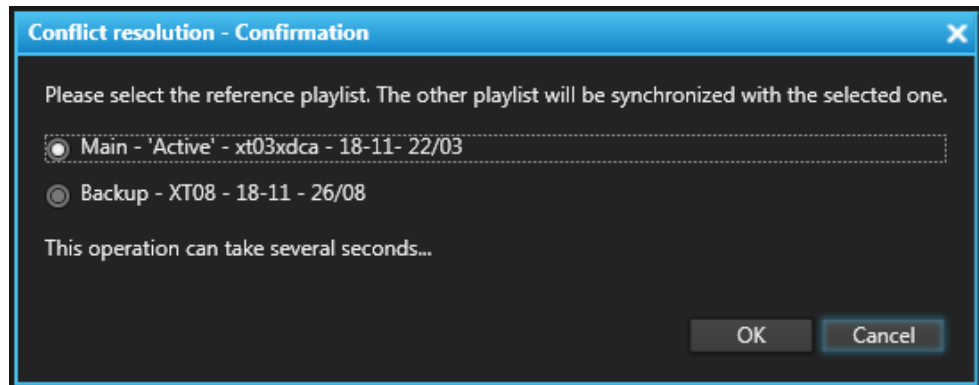 Conflict resolution - Confirmation
Please select the reference playlist. The other playlist will be synchronized with the selected one.
Main - 'Active' - xt03xdca - 18-11- 22/03
Backup - XT08 - 18-11 - 26/08
This operation can take several seconds...
OK Cancel